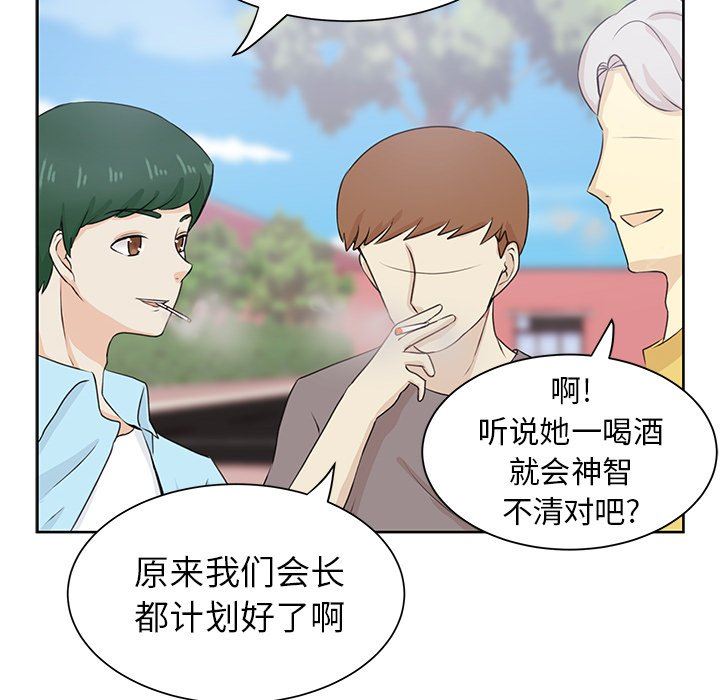 啊!
听说她一喝酒
就会神智
不清对吧?
原来我们会长
都计划好了啊